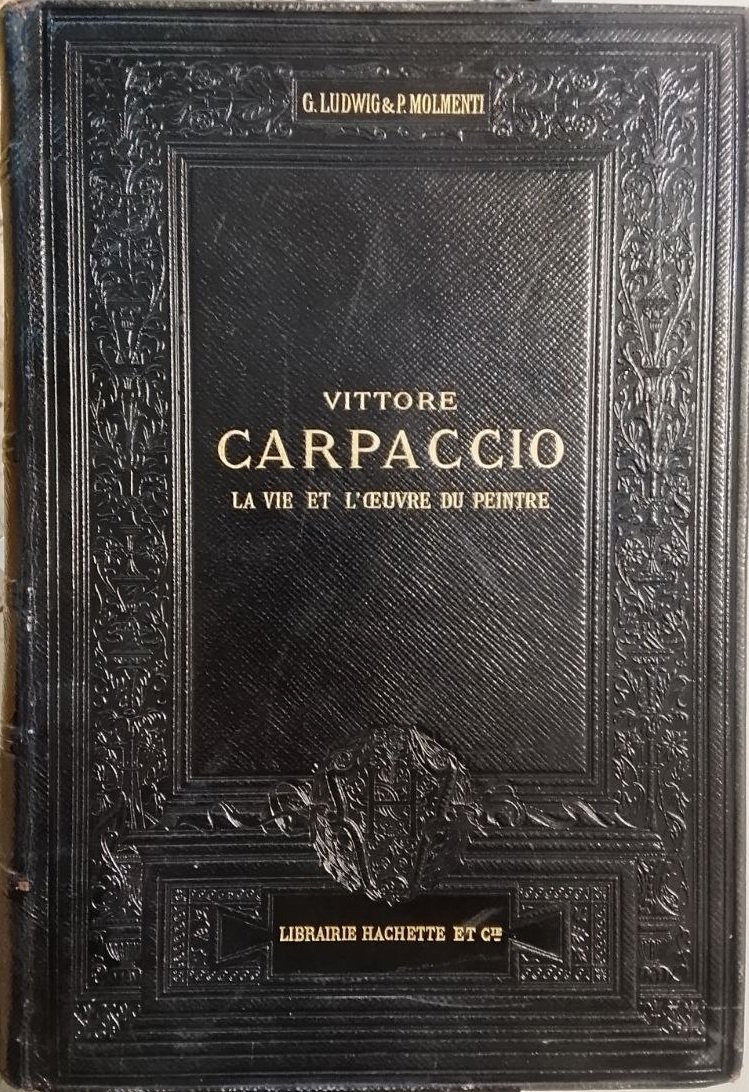 G. LUDWIG & P. MOLMENTI
VITTORE
CARPACCIO
LA VIE ET L'ŒUVRE DU PEINTRE
LIBRAIRIE HACHETTE ET Cie